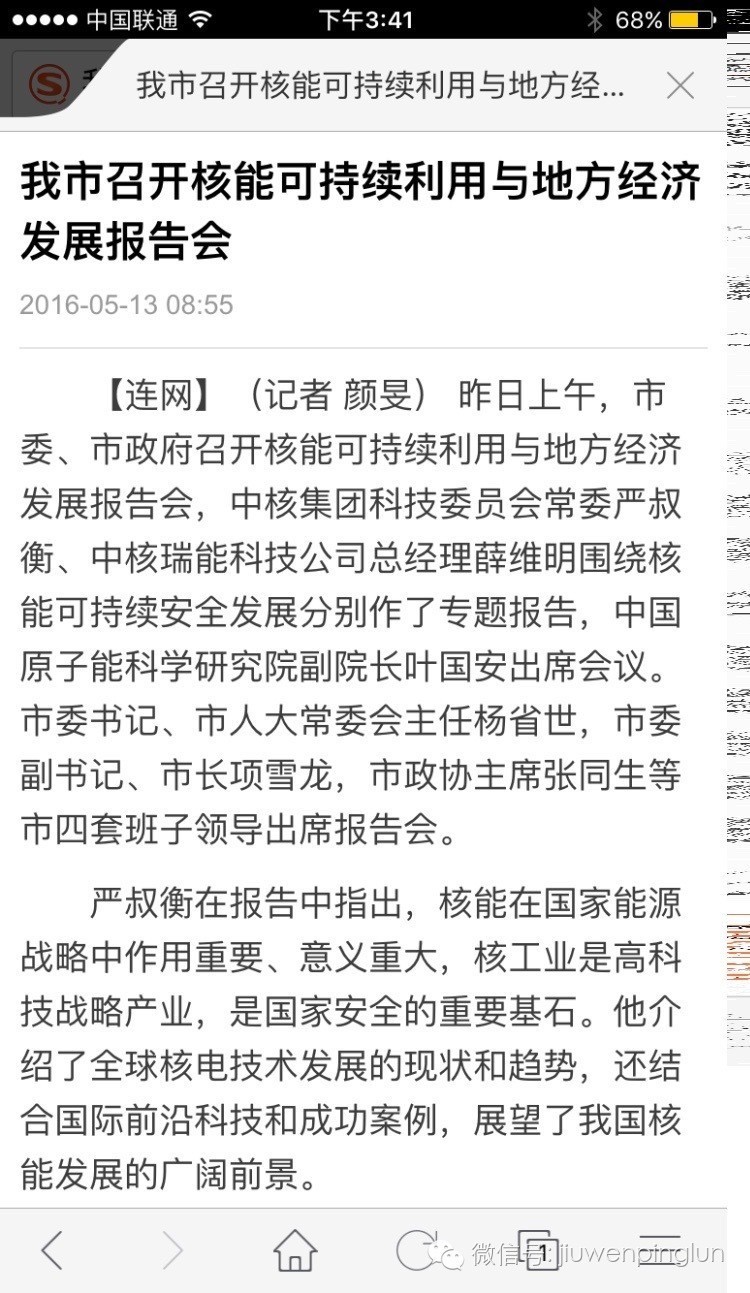 中国联通
下午3:41
68%
我市召开核能可持续利用与地方经...
我市召开核能可持续利用与地方经济
发展报告会
2016-05-13 08:55
【连网】（记者 颜旻） 昨日上午，市
委、市政府召开核能可持续利用与地方经济
发展报告会，中核集团科技委员会常委严叔
衡、中核瑞能科技公司总经理薛维明围绕核
能可持续安全发展分别作了专题报告，中国
原子能科学研究院副院长叶国安出席会议。
市委书记、市人大常委会主任杨省世，市委
副书记、市长项雪龙，市政协主席张同生等
市四套班子领导出席报告会。
严叔衡在报告中指出，核能在国家能源
战略中作用重要、意义重大，核工业是高科
技战略产业，是国家安全的重要基石。他介
绍了全球核电技术发展的现状和趋势，还结
合国际前沿科技和成功案例，展望了我国核
能发展的广阔前景。
1
微信号: jiuwenpinglun